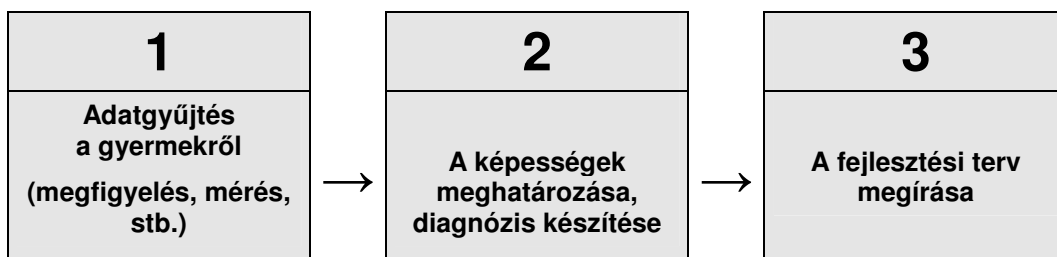 1
Adatgyűjtés
a gyermekről
(megfigyelés, mérés,
stb.)
→
2
A képességek
meghatározása,
diagnózis készítése
→
3
A fejlesztési terv
megírása